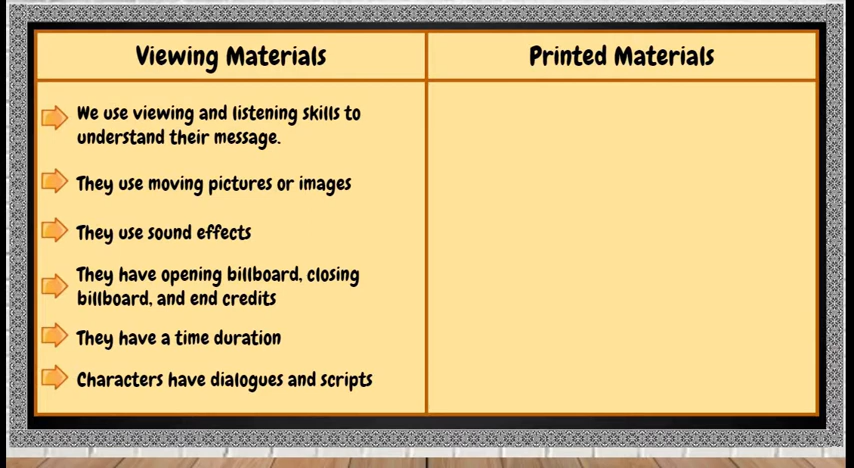 Viewing Materials
Printed Materials
We use viewing and listening skills to
understand their message.
They use moving pictures or images
They use sound effects
They have opening billboard, closing
billboard, and end credits
They have a time duration
Characters have dialogues and scripts